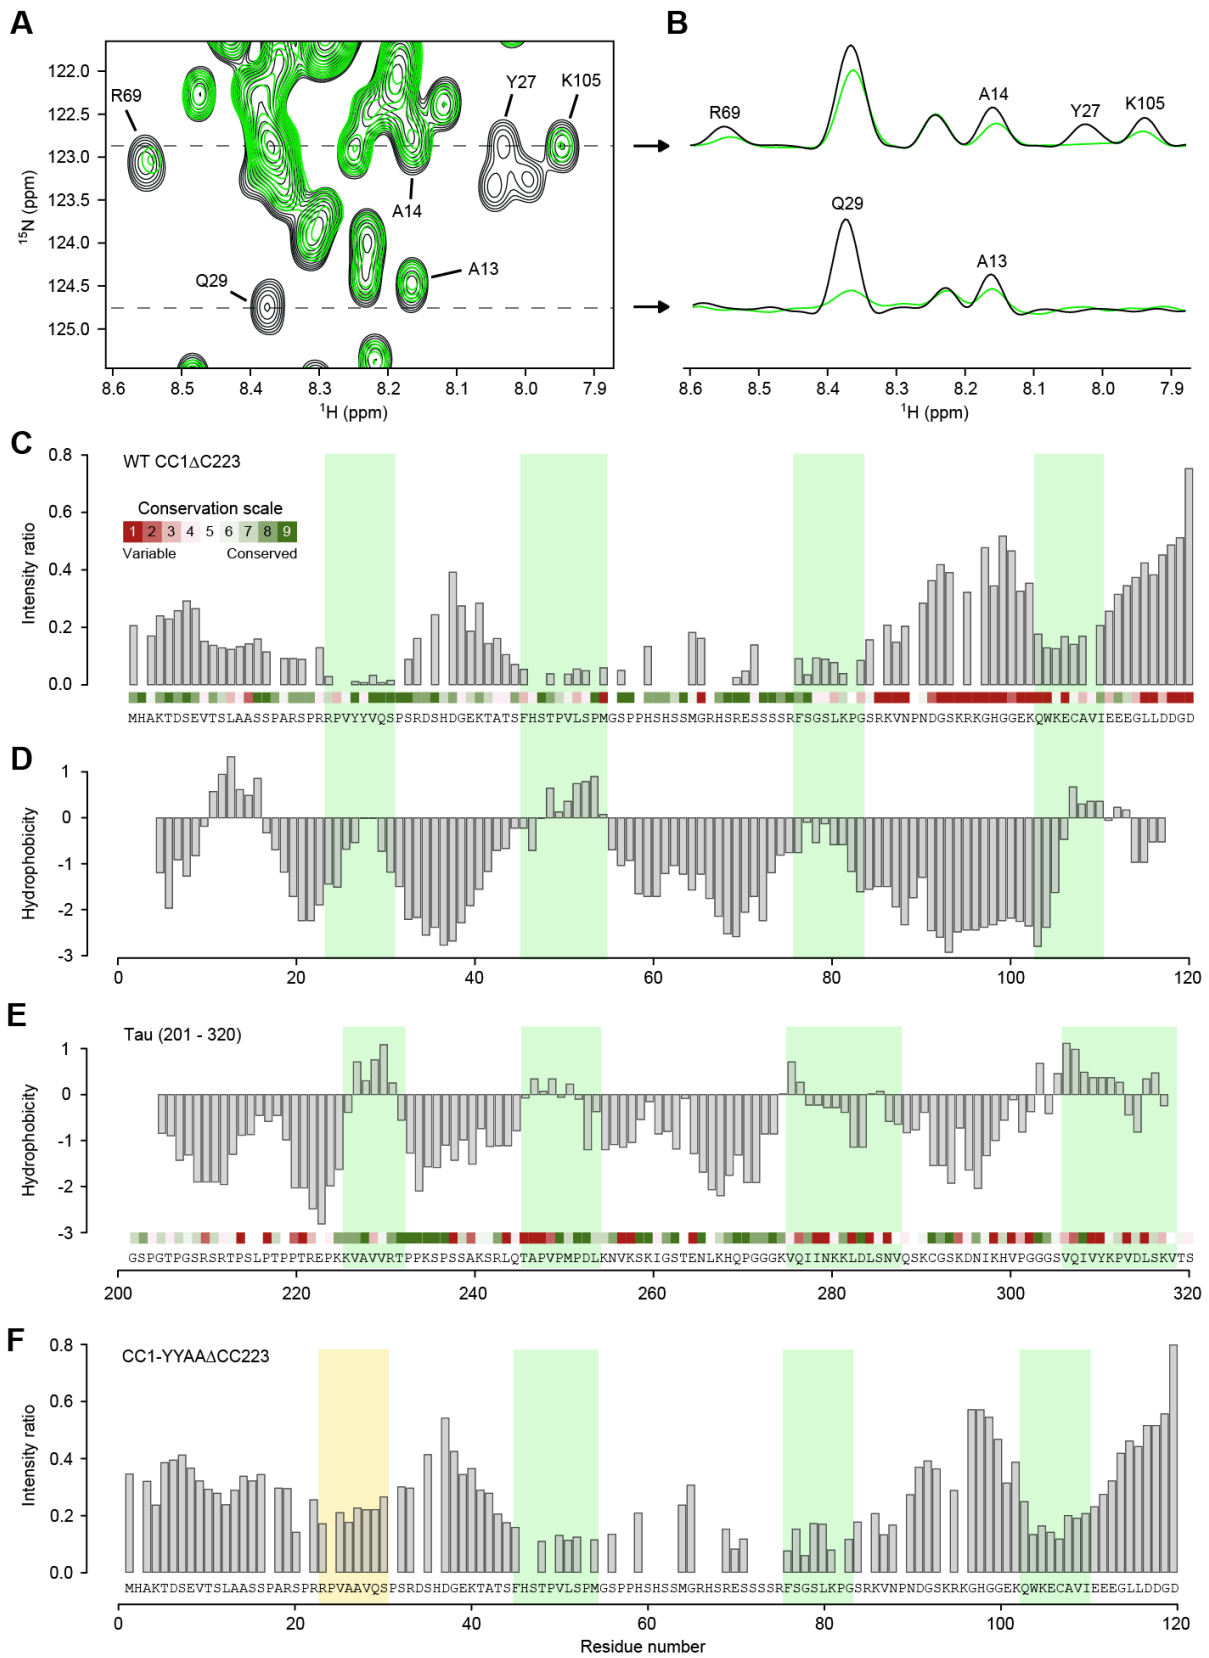 A
B
R69
Y27
K105
A14
Q29
A13
122.0
122.5
123.0
123.5
124.0
124.5
125.0
15N (ppm)
8.6 8.5 8.4 8.3 8.2 8.1 8.0 7.9
1H (ppm)
R69
A14
Y27
K105
Q29
A13
8.6 8.5 8.4 8.3 8.2 8.1 8.0 7.9
1H (ppm)
C
WT CC1ΔC223
Conservation scale
1 2 3 4 5 6 7 8 9
Variable Conserved
0.8
0.6
0.4
0.2
0.0
Intensity ratio
MHAKTDSEVTSLAASSPARSPRRPVYYVQSPSRDSHDGEKTATSFHSTPVLSPMGSPPHSHSSMGRHSRESSSSRFSGSLKPGSRKVNPNDGSKRKGHGGEKQWKECAVIEEEGLLDDGD
D
1
0
-1
-2
-3
Hydrophobicity
0 20 40 60 80 100 120
E
Tau (201 - 320)
1
0
-1
-2
-3
Hydrophobicity
GSPGTPGSRSRTPSLPTPPTREPKKVAVVRTPPKSPSSAKSRLQTAPVPMPDLKNVKSKIGSTENLKHQPGGGKVQIINKKLDLSNVQSKCGSKDNIKHVPGGGSVQIVYKPVDLSKVTS
200 220 240 260 280 300 320
F
CC1-YYAAΔCC223
0.8
0.6
0.4
0.2
0.0
Intensity ratio
MHAKTDSEVTSLAASSPARSPRRPVAAVQSPSRDSHDGEKTATSFHSTPVLSPMGSPPHSHSSMGRHSRESSSSRFSGSLKPGSRKVNPNDGSKRKGHGGEKQWKECAVIEEEGLLDDGD
0 20 40 60 80 100 120
Residue number